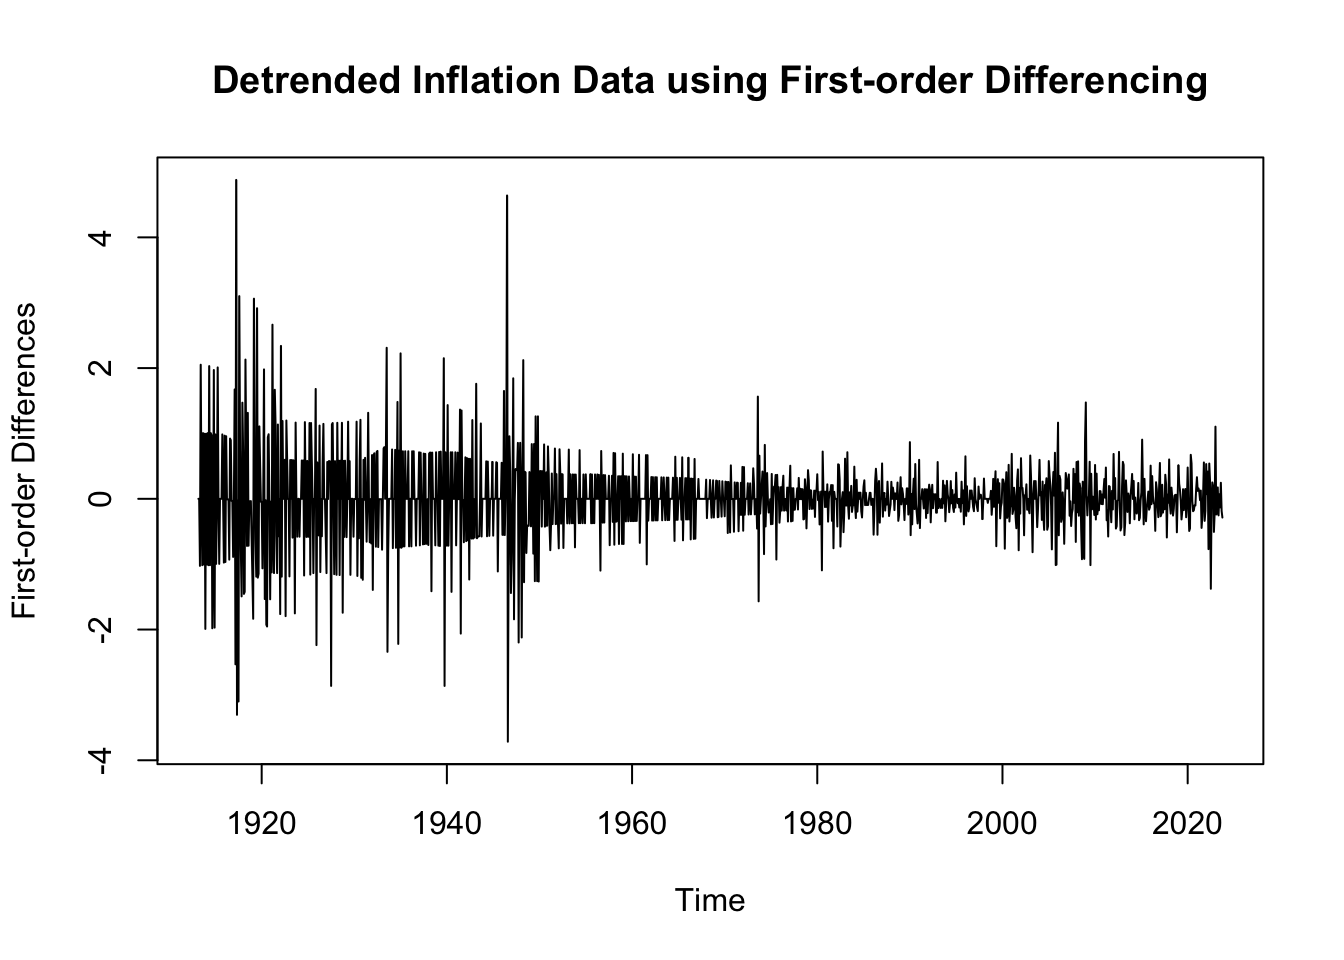 Detrended Inflation Data using First-order Differencing
First-order Differences
4
2
0
-2
-4
1920 1940 1960 1980 2000 2020
Time